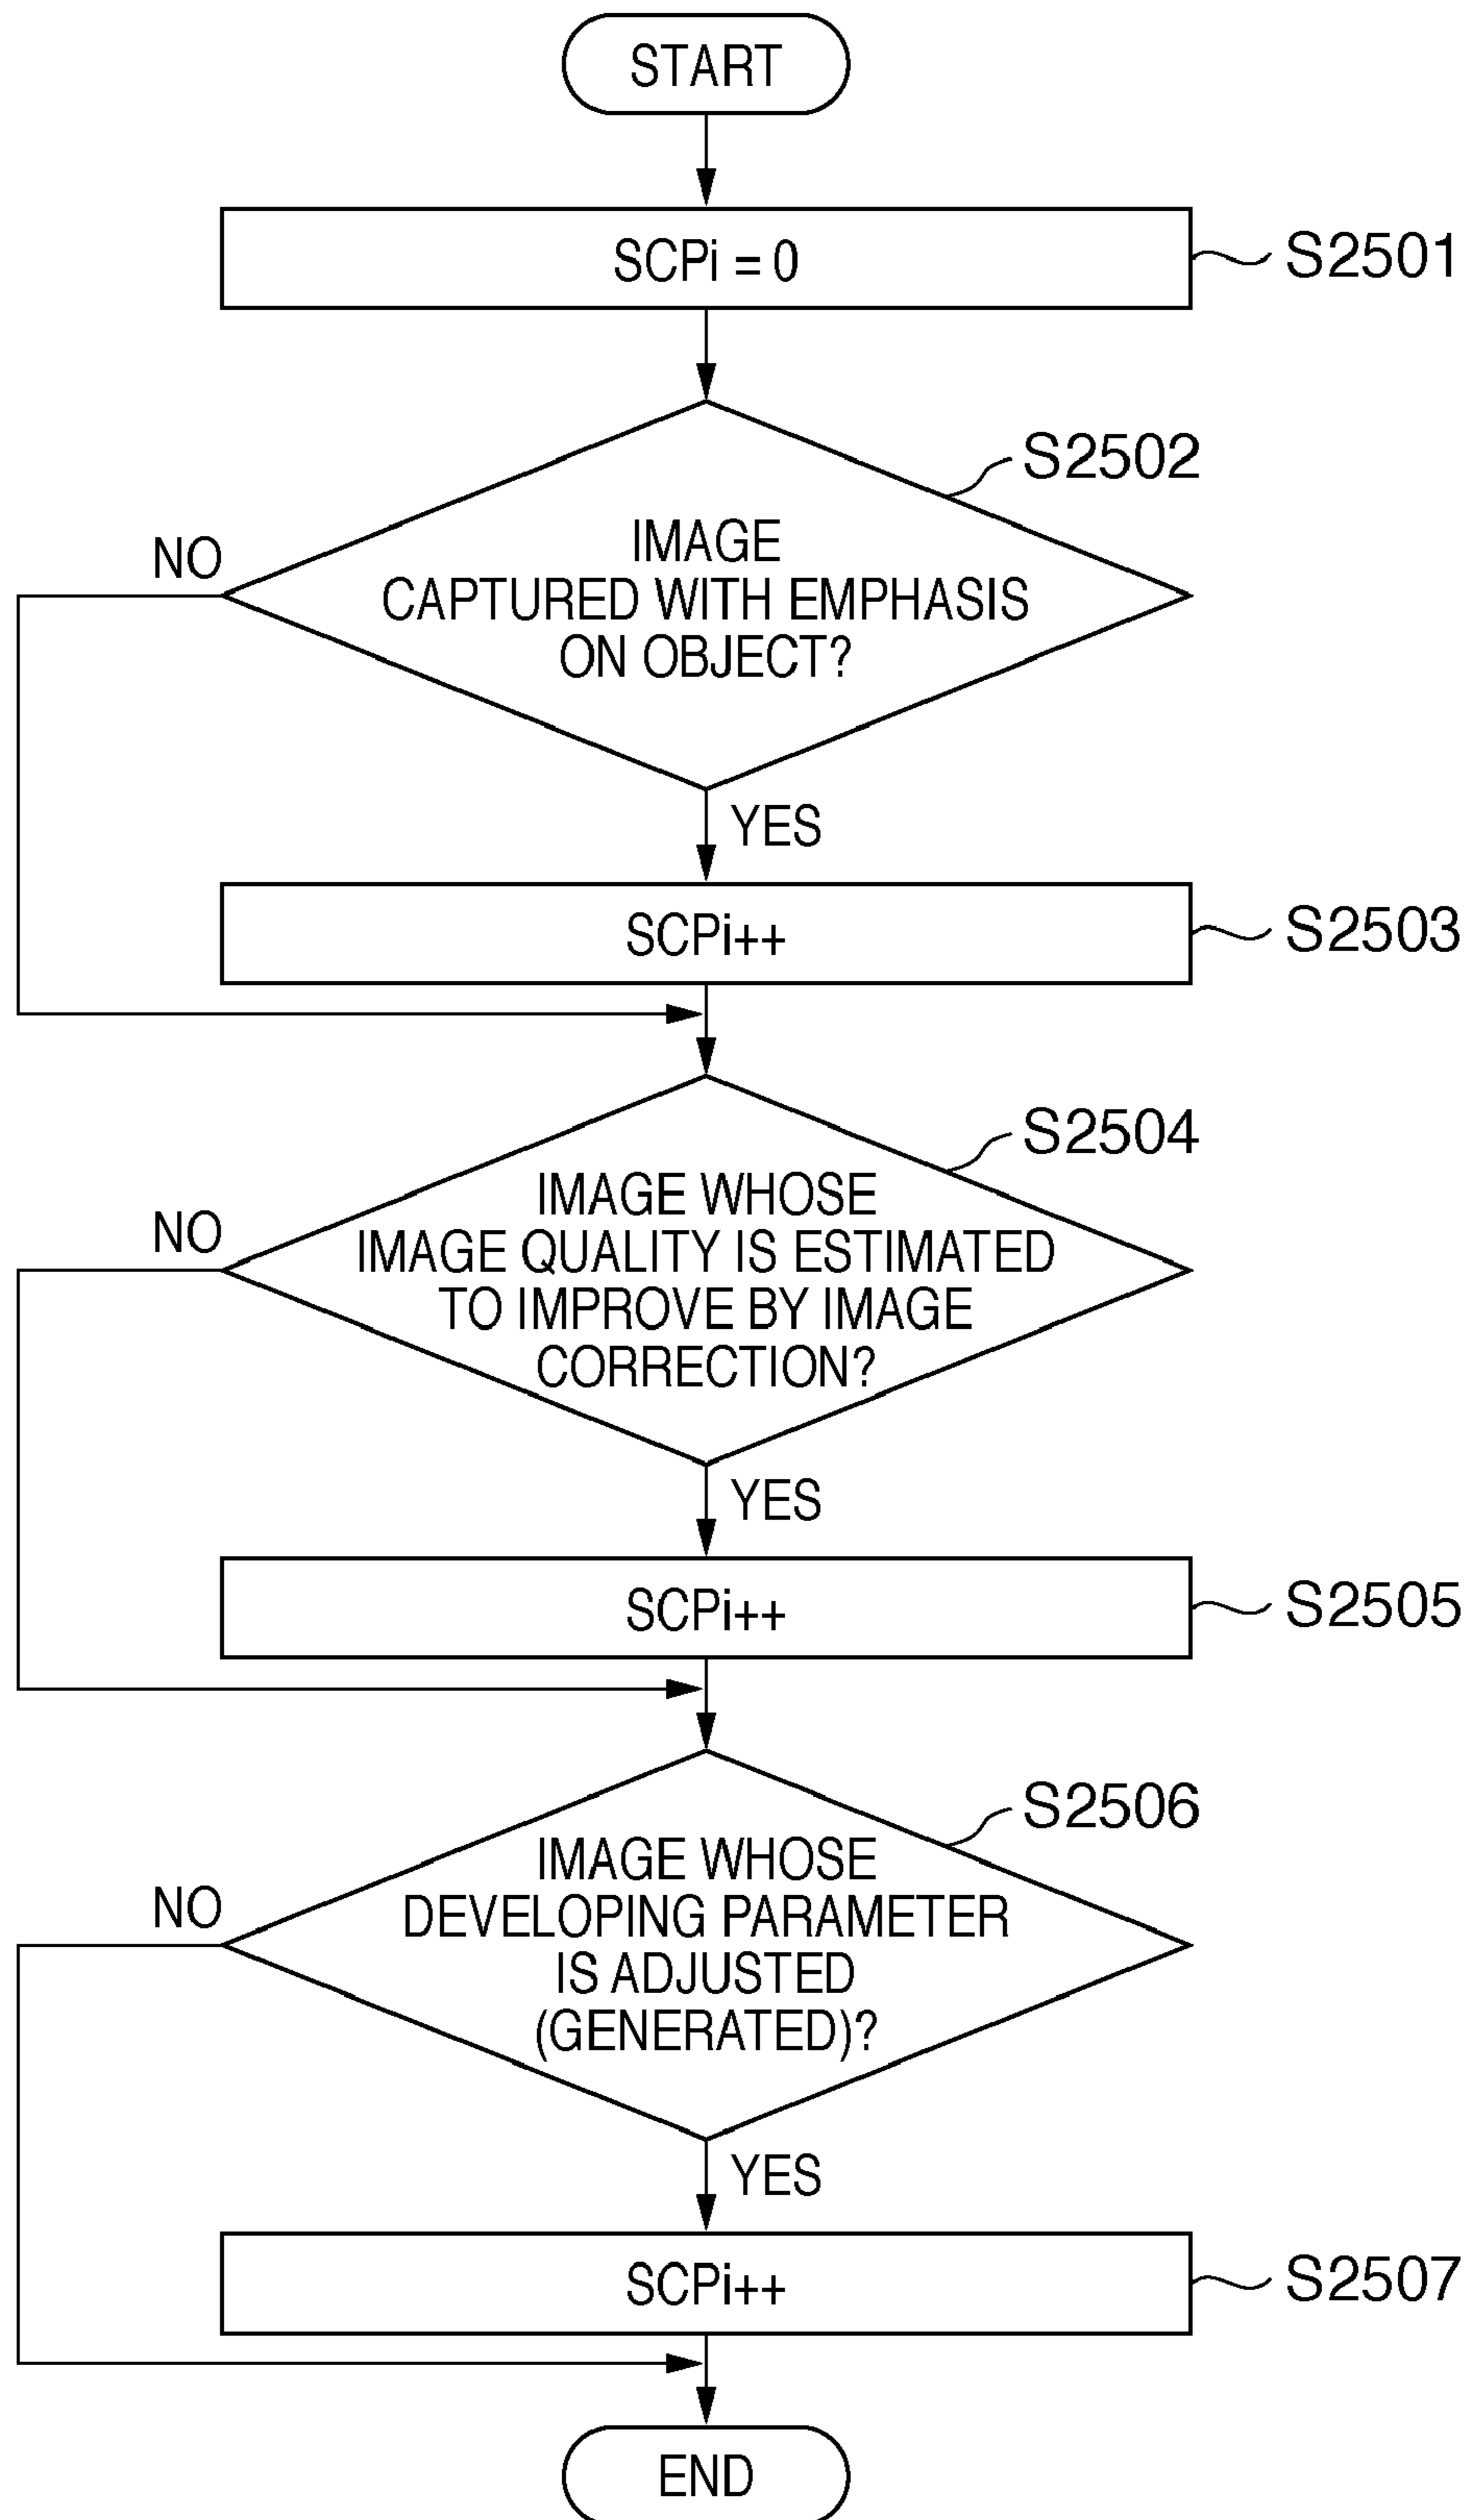 START
SCPi = 0
S2501
S2502
IMAGE
CAPTURED WITH EMPHASIS
ON OBJECT?
NO
YES
SCPi++
S2503
S2504
IMAGE WHOSE
IMAGE QUALITY IS ESTIMATED
TO IMPROVE BY IMAGE
CORRECTION?
NO
YES
SCPi++
S2505
S2506
IMAGE WHOSE
DEVELOPING PARAMETER
IS ADJUSTED
(GENERATED)?
NO
YES
SCPi++
S2507
END